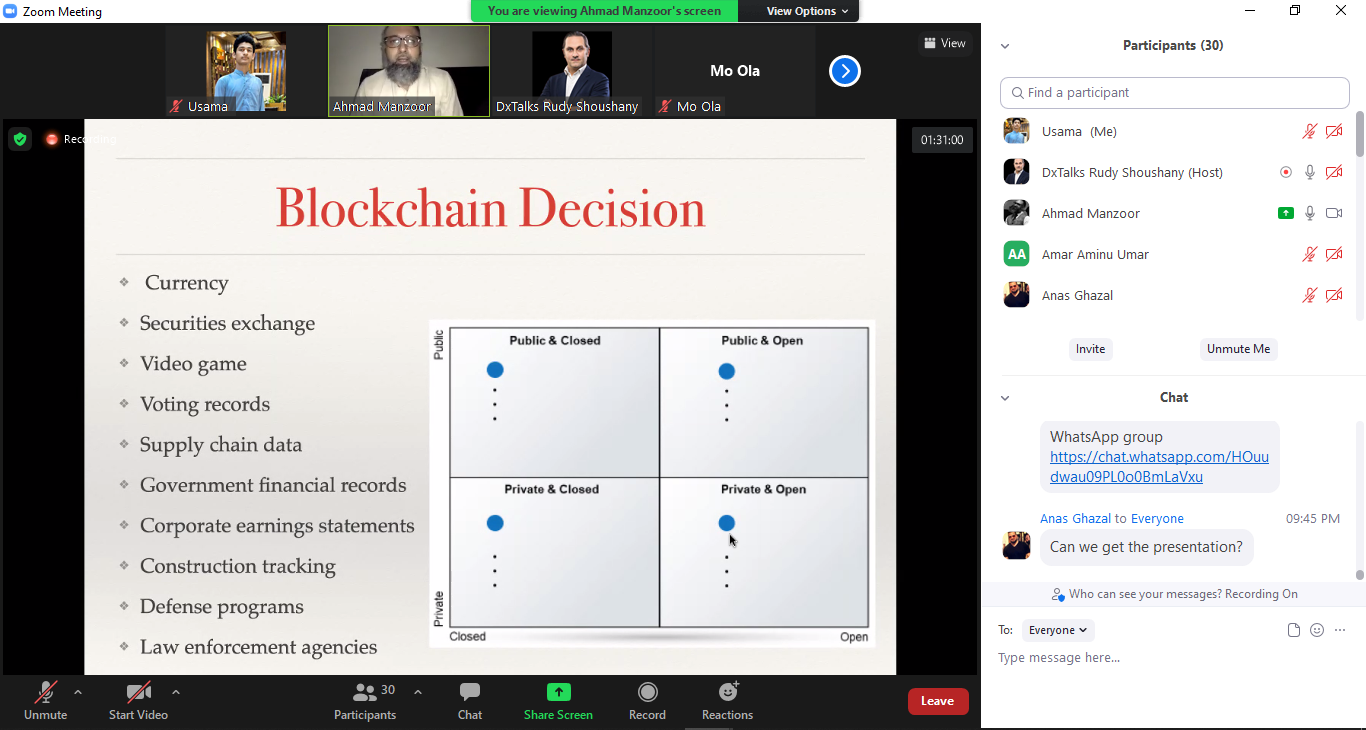 Zoom Meeting
You are viewing Ahmad Manzoor's screen
View Options
Usama
Ahmad Manzoor
DxTalks Rudy Shoushany
Mo Ola
Mo Ola
View
Recording
01:31:00
Blockchain Decision
Currency
Securities exchange
Video game
Voting records
Supply chain data
Government financial records
Corporate earnings statements
Construction tracking
Defense programs
Law enforcement agencies
Public
Public & Closed
Public & Open
Private & Closed
Private & Open
Private
Closed
Open
Unmute
Start Video
30
Participants
Chat
Share Screen
Record
Reactions
Leave
Participants (30)
Find a participant
Usama (Me)
DxTalks Rudy Shoushany (Host)
Ahmad Manzoor
AA
Amar Aminu Umar
Anas Ghazal
Invite
Unmute Me
Chat
WhatsApp group
https://chat.whatsapp.com/HOuu
dwau09PL0o0BmLaVxu
Anas Ghazal to Everyone
09:45 PM
Can we get the presentation?
Who can see your messages? Recording On
To:
Everyone
Type message here...